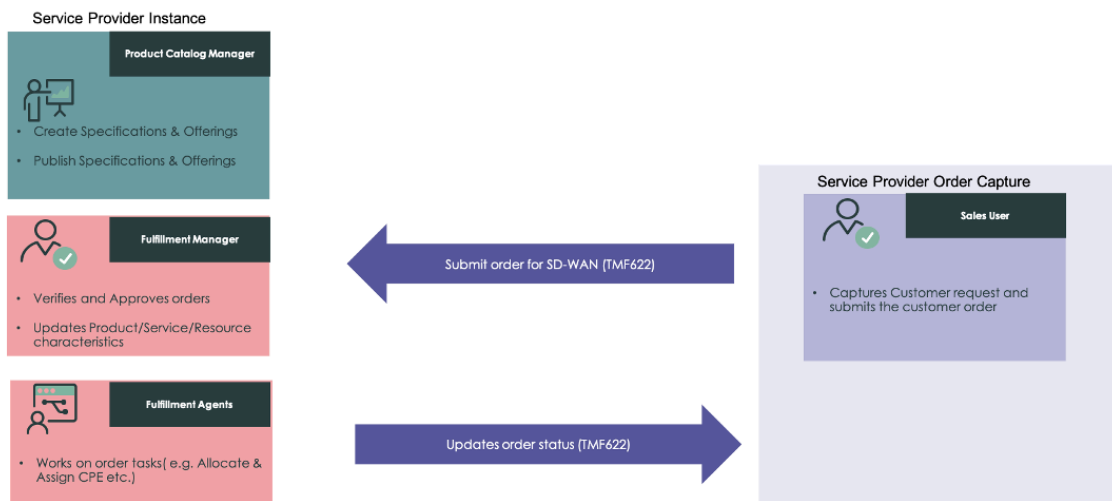 Service Provider Instance
Product Catalog Manager
• Create Specifications & Offerings
• Publish Specifications & Offerings
Fulfillment Manager
• Verifies and Approves orders
• Updates Product/Service/Resource
characteristics
Fulfillment Agents
• Works on order tasks( e.g. Allocate &
Assign CPE etc.)
Submit order for SD-WAN (TMF622)
Updates order status (TMF622)
Service Provider Order Capture
Sales User
• Captures Customer request and
submits the customer order